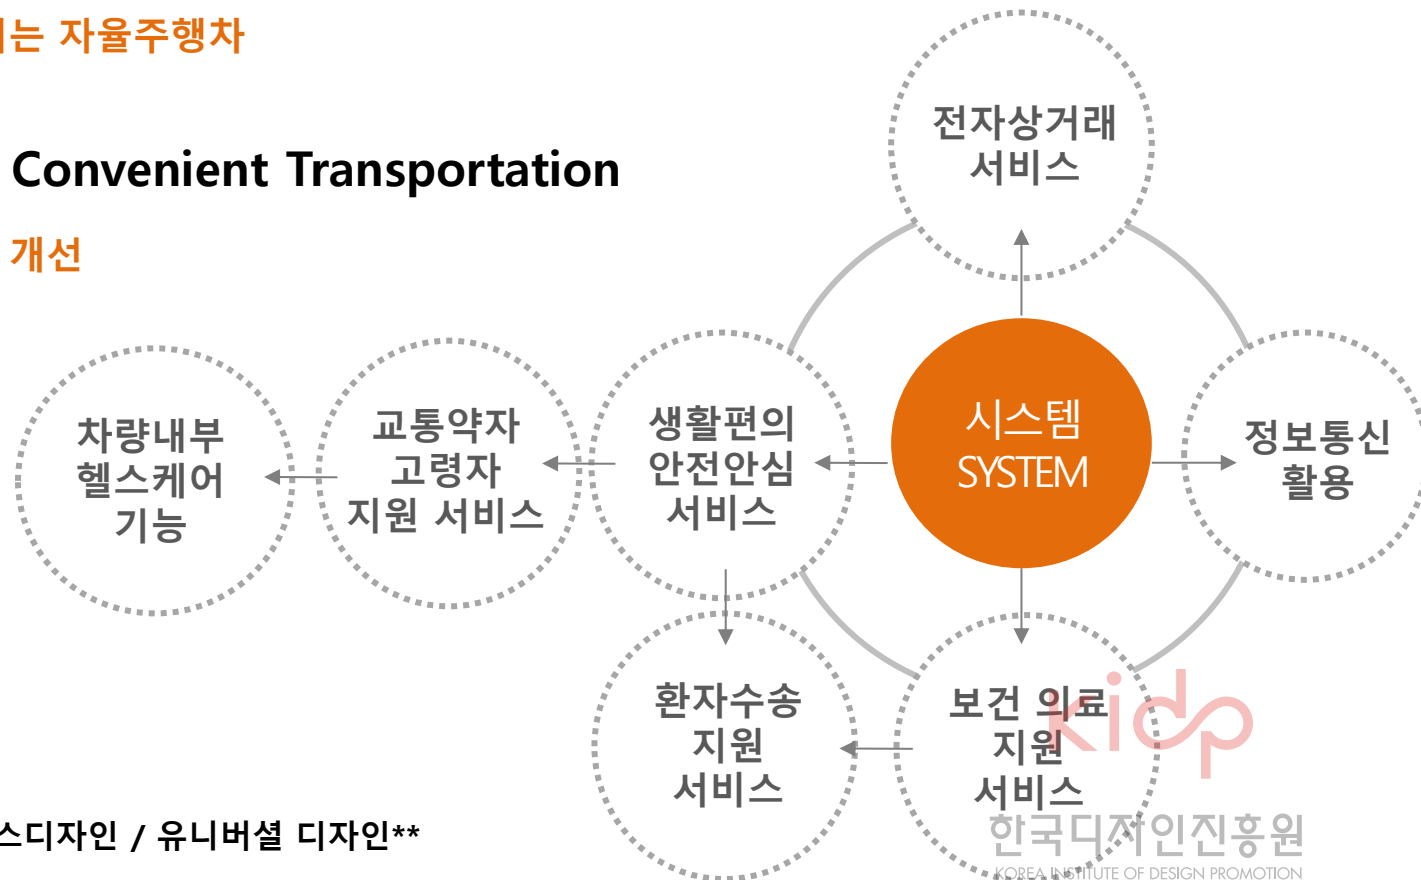 는 자율주행차
Convenient Transportation
개선
전자상거래
서비스
시스템
SYSTEM
정보통신
활용
생활편의
안전안심
서비스
교통약자
고령자
지원 서비스
차량내부
헬스케어
기능
환자수송
지원
서비스
보건 의료
지원
서비스
스디자인 / 유니버셜 디자인**
kidp
한국디자인진흥원
KOREA INSTITUTE OF DESIGN PROMOTION